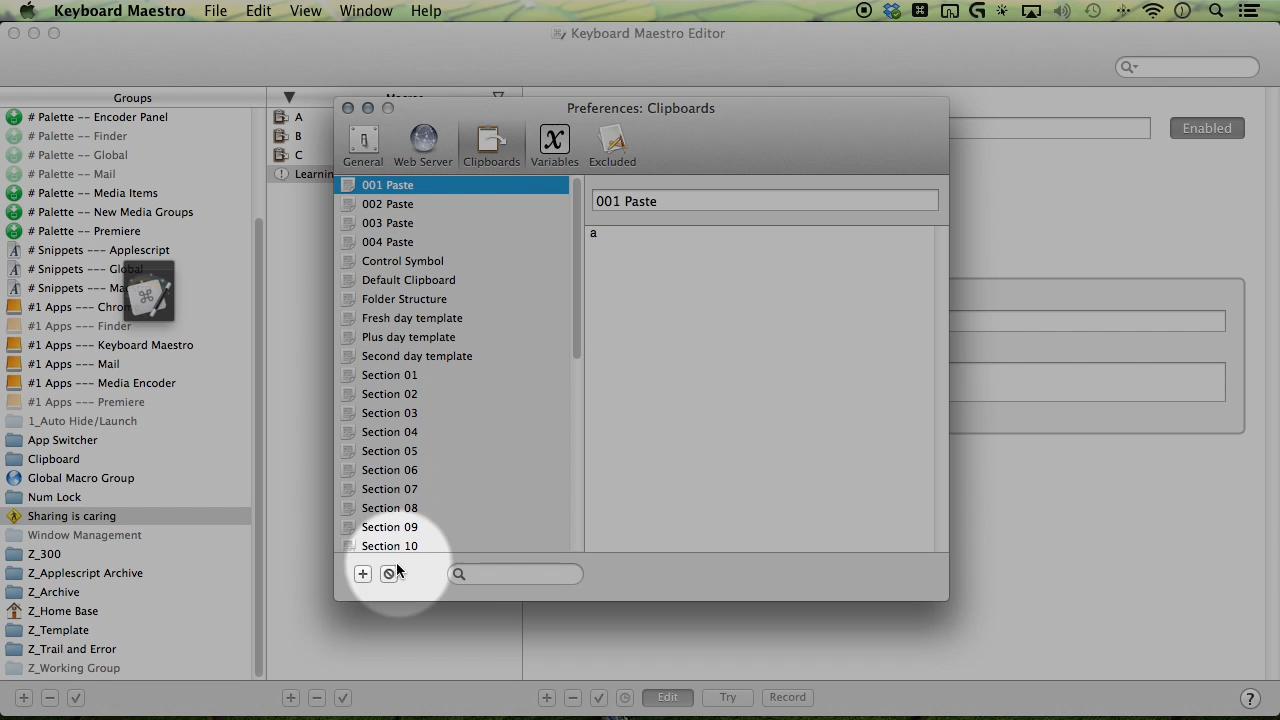 Keyboard Maestro File Edit View Window Help
Keyboard Maestro Editor
Groups
# Palette -- Encoder Panel
# Palette -- Finder
# Palette -- Global
# Palette -- Mail
# Palette -- Media Items
# Palette -- New Media Groups
# Palette -- Premiere
# Snippets --- Applescript
# Snippets --- Global
# Snippets ---
#1 Apps ---
#1 Apps --- Finder
#1 Apps --- Keyboard Maestro
#1 Apps --- Mail
#1 Apps --- Media Encoder
#1 Apps --- Premiere
1_Auto Hide/Launch
App Switcher
Clipboard
Global Macro Group
Num Lock
Sharing is caring
Window Management
Z_300
Z_Applescript Archive
Z_Archive
Z_Home Base
Z_Template
Z_Trail and Error
Z_Working Group
A
B
C
Learnin
Preferences: Clipboards
General Web Server Clipboards Variables Excluded
001 Paste
002 Paste
003 Paste
004 Paste
Control Symbol
Default Clipboard
Folder Structure
Fresh day template
Plus day template
Second day template
Section 01
Section 02
Section 03
Section 04
Section 05
Section 06
Section 07
Section 08
Section 09
Section 10
001 Paste
a
Enabled
Edit Try Record
?